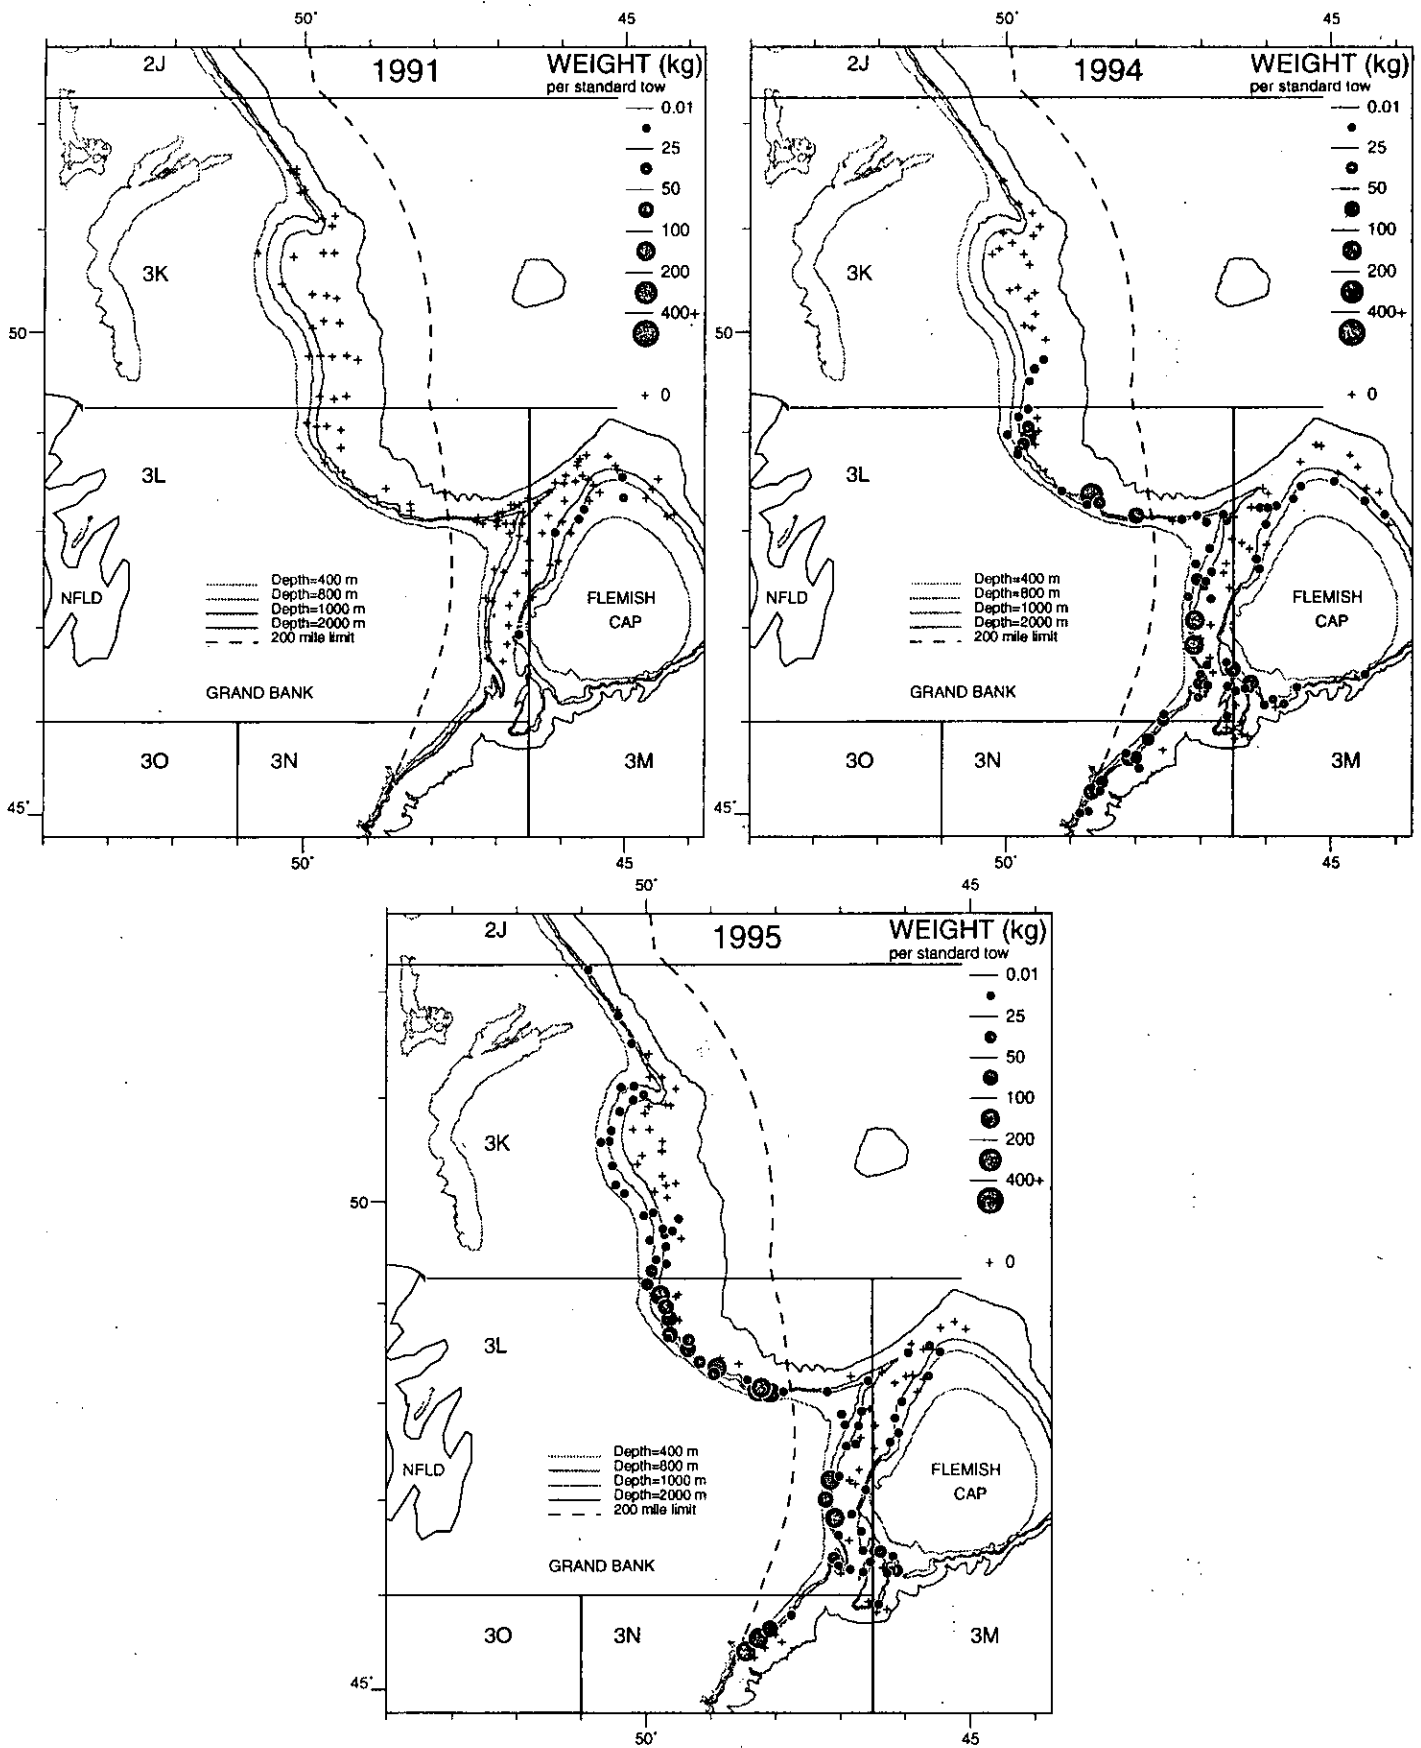 50° 45 50° 45
2J 1991 WEIGHT (kg)
per standard tow
0.01
25
50
100
200
400+
0
3K
50
3L
NFLD
Depth=400 m
Depth=800 m
Depth=1000 m
Depth=2000 m
200 mile limit
FLEMISH
CAP
GRAND BANK
3O 3N 3M
45°
50° 45
2J 1994 WEIGHT (kg)
per standard tow
0.01
25
50
100
200
400+
0
3K
50
3L
NFLD
Depth=400 m
Depth=800 m
Depth=1000 m
Depth=2000 m
200 mile limit
FLEMISH
CAP
GRAND BANK
3O 3N 3M
45°
50° 45
50° 45
2J 1995 WEIGHT (kg)
per standard tow
0.01
25
50
100
200
400+
0
3K
50
3L
NFLD
Depth=400 m
Depth=800 m
Depth=1000 m
Depth=2000 m
200 mile limit
FLEMISH
CAP
GRAND BANK
3O 3N 3M
45°
50° 45